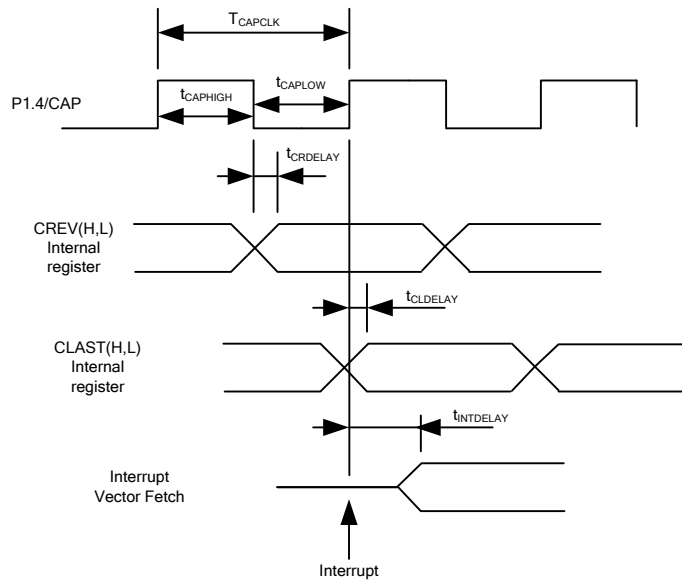 TCAPCLK
P1.4/CAP
tCAPHIGH
tCAPLOW
tCRDELAY
CREV(H,L)
Internal
register
tCLDELAY
CLAST(H,L)
Internal
register
tINTDELAY
Interrupt
Vector Fetch
Interrupt